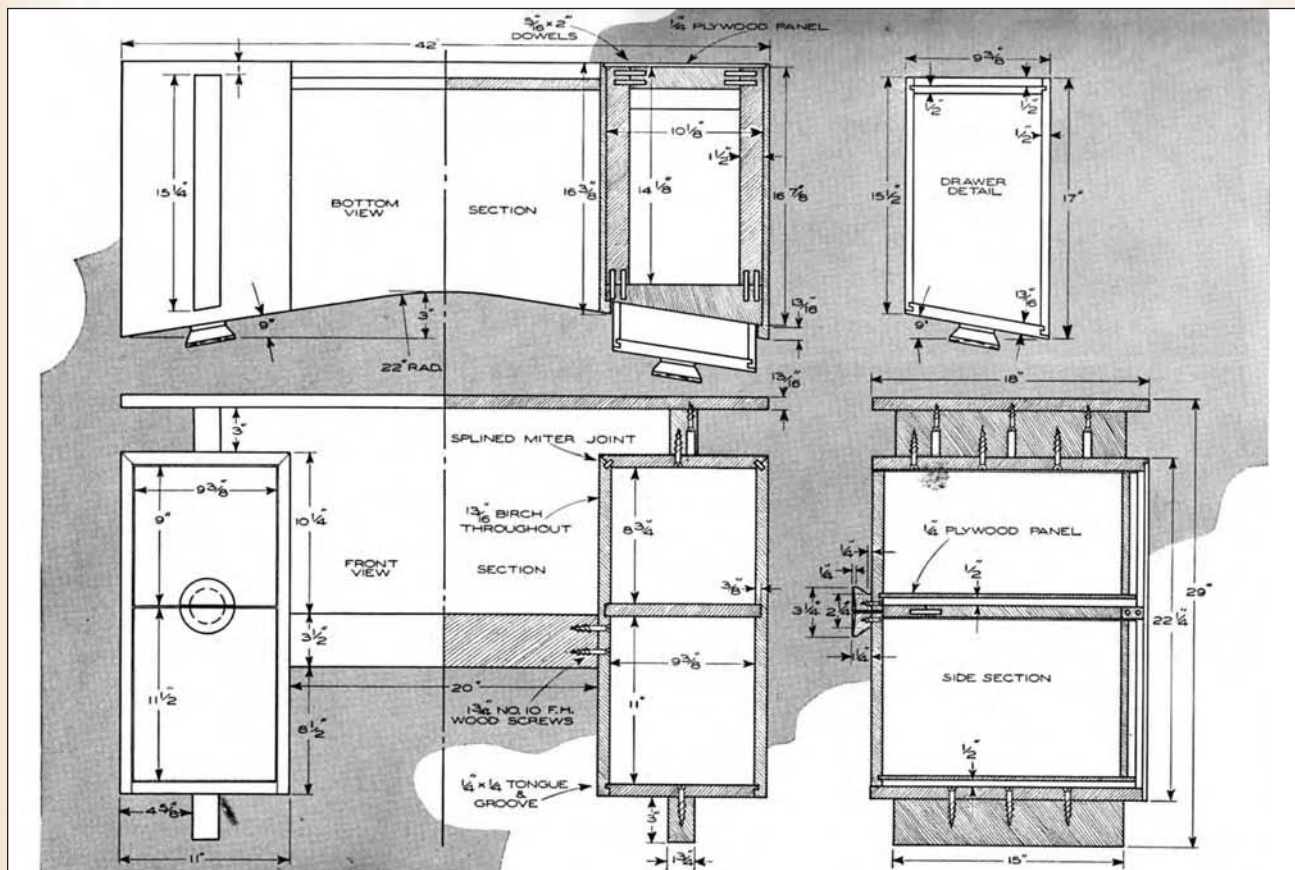 5/16" × 2"
DOWELS
1/4" PLYWOOD PANEL
42'
9 3/8"
15 1/4"
BOTTOM
VIEW
SECTION
16 3/8"
14 1/8"
10 1/8"
1 1/2"
16 7/8"
1/2"
1/2"
1/2"
DRAWER
DETAIL
15 1/2"
17"
9°
3"
22" RAD.
13/16"
9°
13/16"
13/16"
18"
3"
SPLINED MITER JOINT
9 3/8"
9"
10 1/4"
13/16" BIRCH
THROUGHOUT
8 3/4"
1/4" PLYWOOD PANEL
1/4"
1/4"
1/2"
FRONT
VIEW
SECTION
3/8"
3 1/4"
2 1/4"
29"
22 1/4"
3 1/2"
1/4"
9 3/8"
SIDE SECTION
11 1/2"
20"
8 1/2"
1 3/4" NO. 10 F.H.
WOOD SCREWS
11"
1/2"
1/4" × 1/4" TONGUE
&
GROOVE
4 5/8"
3"
11"
1 3/4"
15"